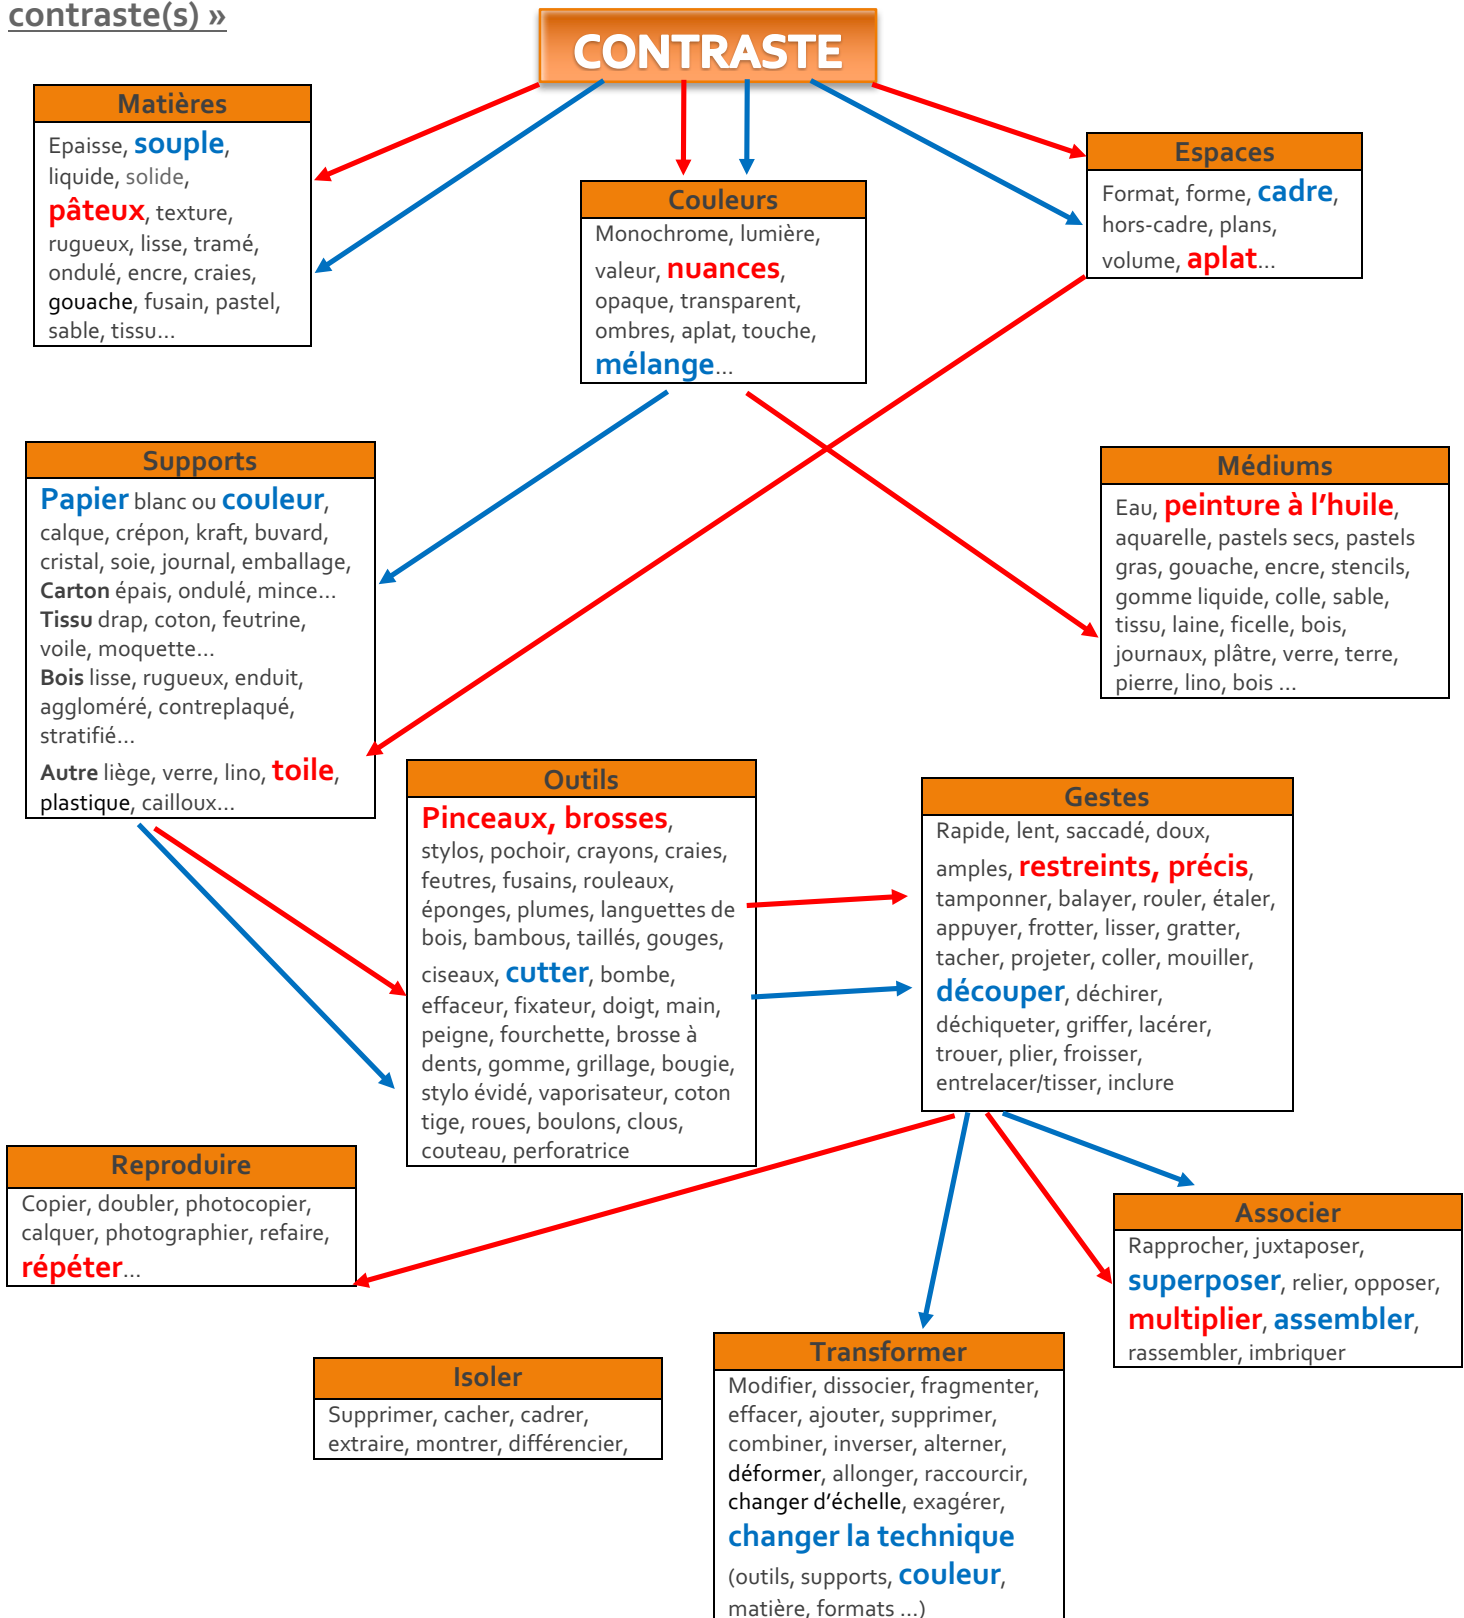 contraste(s) »
CONTRASTE
Matières
Epaisse, souple,
liquide, solide,
pâteux, texture,
rugueux, lisse, tramé,
ondulé, encre, craies,
gouache, fusain, pastel,
sable, tissu...
Couleurs
Monochrome, lumière,
valeur, nuances,
opaque, transparent,
ombres, aplat, touche,
mélange...
Espaces
Format, forme, cadre,
hors-cadre, plans,
volume, aplat...
Supports
Papier blanc ou couleur,
calque, crépon, kraft, buvard,
cristal, soie, journal, emballage,
Carton épais, ondulé, mince...
Tissu drap, coton, feutrine,
voile, moquette...
Bois lisse, rugueux, enduit,
aggloméré, contreplaqué,
stratifié...
Autre liège, verre, lino, toile,
plastique, cailloux...
Médiums
Eau, peinture à l’huile,
aquarelle, pastels secs, pastels
gras, gouache, encre, stencils,
gomme liquide, colle, sable,
tissu, laine, ficelle, bois,
journaux, plâtre, verre, terre,
pierre, lino, bois ...
Outils
Pinceaux, brosses,
stylos, pochoir, crayons, craies,
feutres, fusains, rouleaux,
éponges, plumes, languettes de
bois, bambous, taillés, gouges,
ciseaux, cutter, bombe,
effaceur, fixateur, doigt, main,
peigne, fourchette, brosse à
dents, gomme, grillage, bougie,
stylo évidé, vaporisateur, coton
tige, roues, boulons, clous,
couteau, perforatrice
Gestes
Rapide, lent, saccadé, doux,
amples, restreints, précis,
tamponner, balayer, rouler, étaler,
appuyer, frotter, lisser, gratter,
tacher, projeter, coller, mouiller,
découper, déchirer,
déchiqueter, griffer, lacérer,
trouer, plier, froisser,
entrelacer/tisser, inclure
Reproduire
Copier, doubler, photocopier,
calquer, photographier, refaire,
répéter...
Associer
Rapprocher, juxtaposer,
superposer, relier, opposer,
multiplier, assembler,
rassembler, imbriquer
Isoler
Supprimer, cacher, cadrer,
extraire, montrer, différencier,
Transformer
Modifier, dissocier, fragmenter,
effacer, ajouter, supprimer,
combiner, inverser, alterner,
déformer, allonger, raccourcir,
changer d’échelle, exagérer,
changer la technique
(outils, supports, couleur,
matière, formats ...)